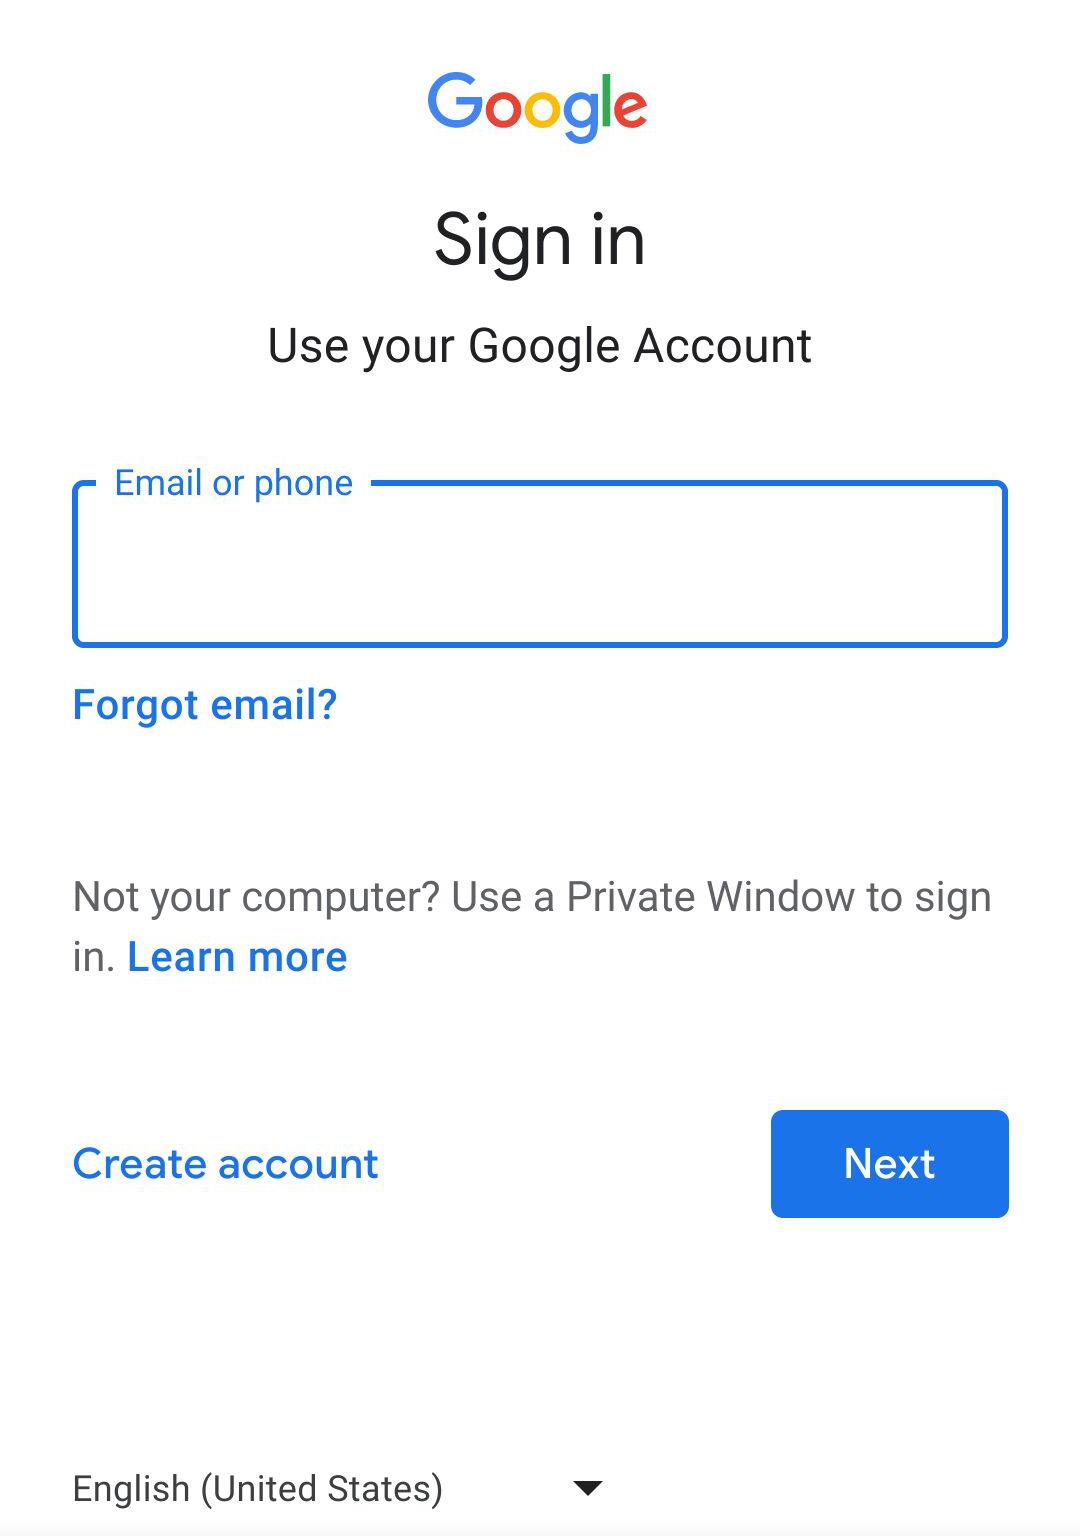 Google
Sign in
Use your Google Account
Email or phone
Forgot email?
Not your computer? Use a Private Window to sign
in. Learn more
Create account
Next
English (United States)